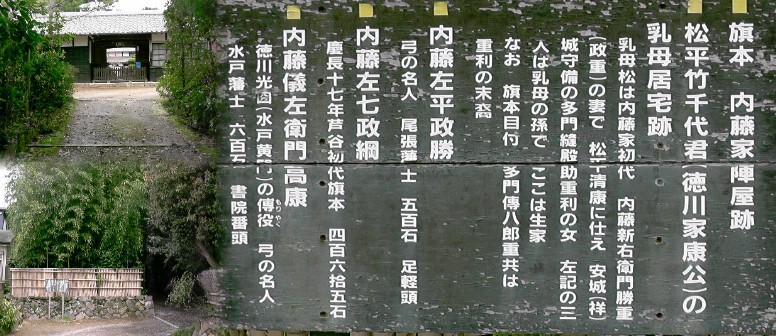 旗本 内藤家 陣屋跡
松平竹千代君(徳川家康公)の
乳母居宅跡
乳母松は内藤家初代 内藤新右衛門勝重
(政重)の妻で 松平清康に仕え 安城(祥)
城守備の多門縫殿助重利の女 左記の三
人は乳母の孫で ここは生家
なお 旗本目付 多門傳八郎重共は
重利の末裔
内藤左平政勝
弓の名人 尾張藩士 五百石 足軽頭
内藤左七政綱
慶長十七年芦谷初代旗本 四百六拾五石
内藤儀左衛門高康
徳川光圀(水戸黄門)の傳役 弓の名人
もりやく
水戸藩士 六百石 書院番頭